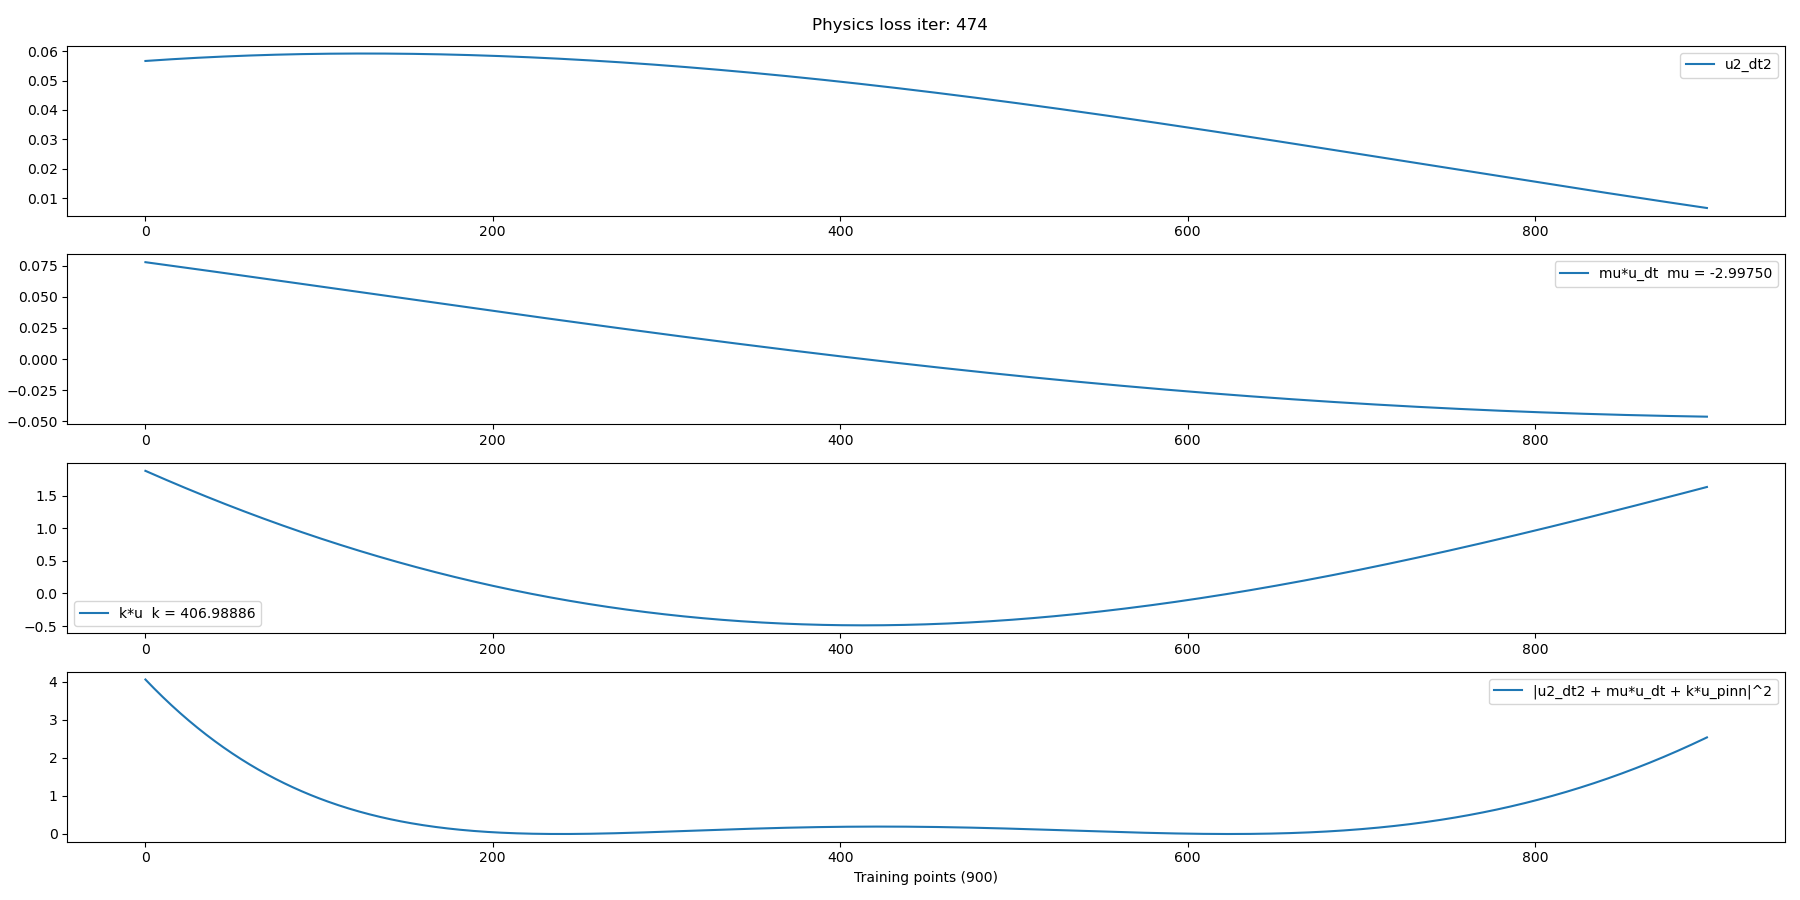 Physics loss iter: 474
0.06
0.05
0.04
0.03
0.02
0.01
u2_dt2
0 200 400 600 800
0.075
0.050
0.025
0.000
−0.025
−0.050
mu*u_dt  mu = -2.99750
0 200 400 600 800
1.5
1.0
0.5
0.0
−0.5
k*u  k = 406.98886
0 200 400 600 800
4
3
2
1
0
|u2_dt2 + mu*u_dt + k*u_pinn|^2
0 200 400 600 800
Training points (900)